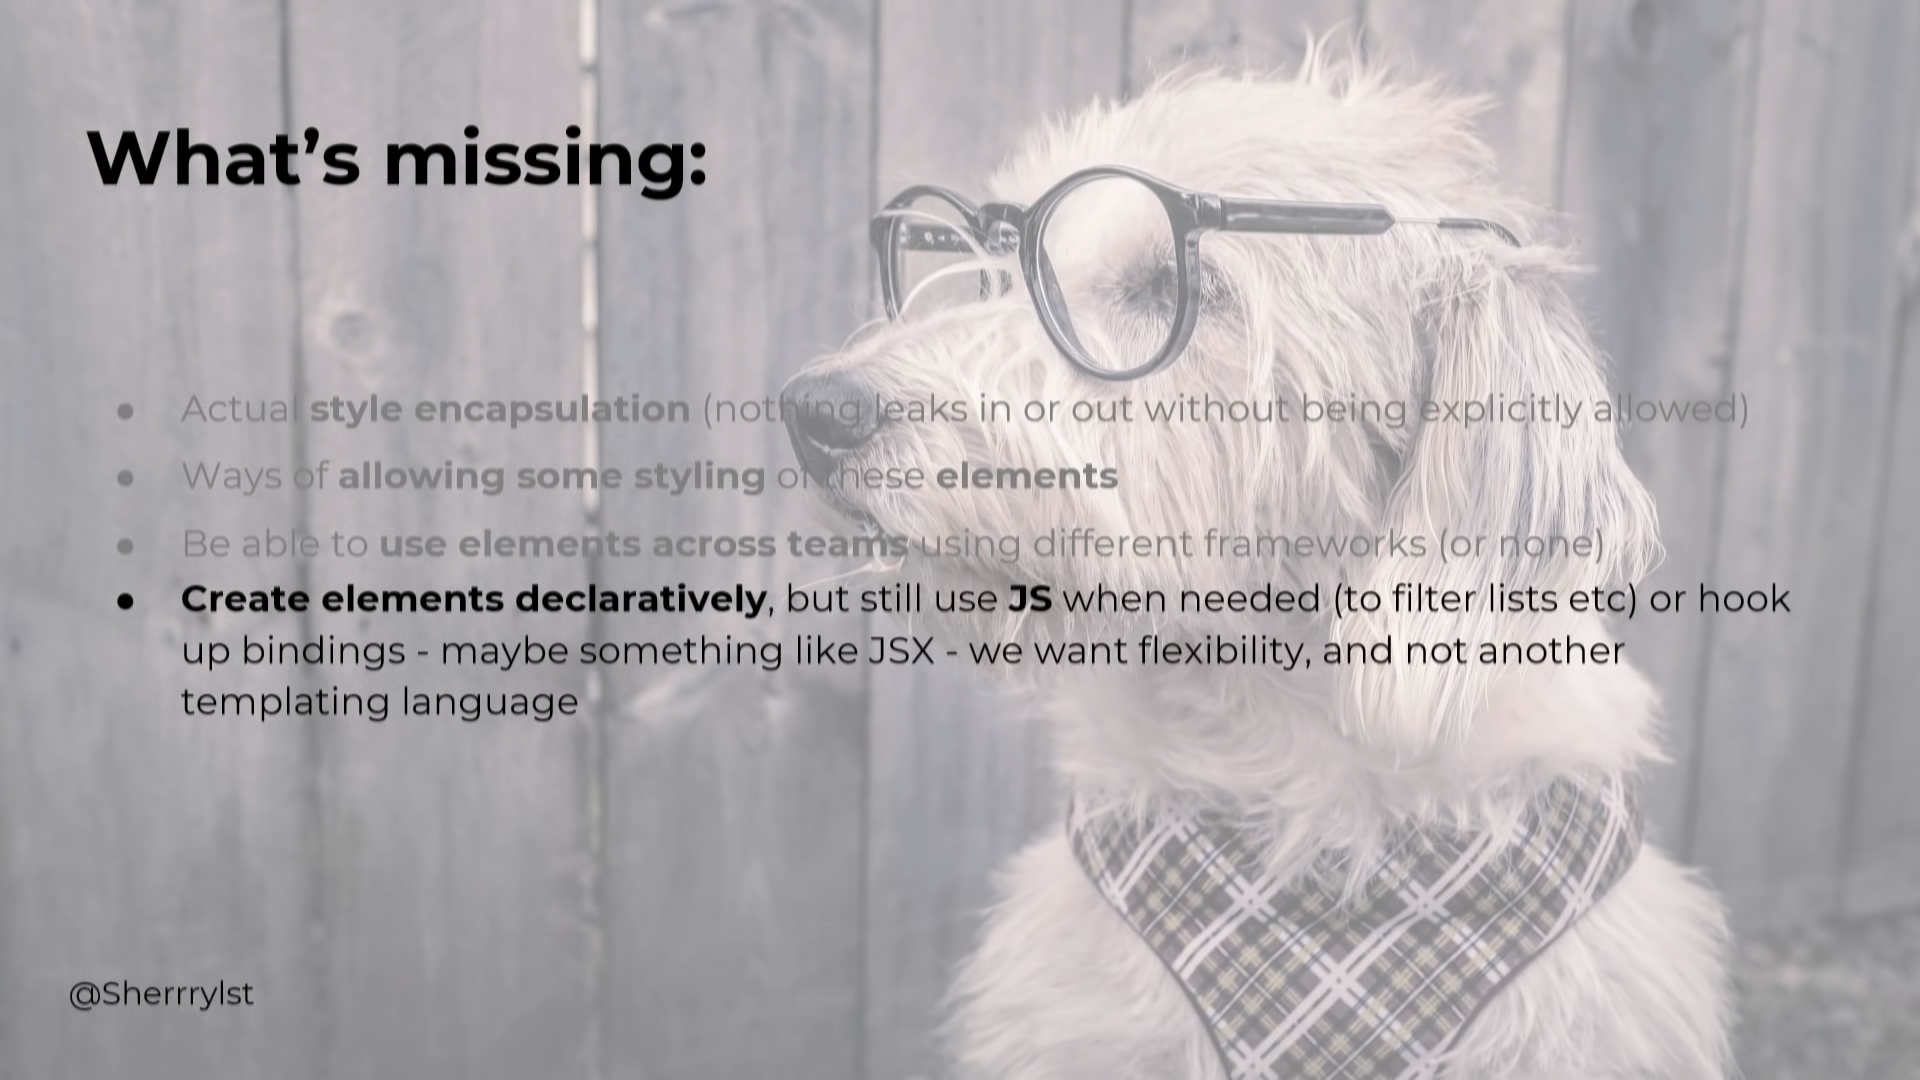 What's missing:
● Actual style encapsulation (nothing leaks in or out without being explicitly allowed)
● Ways of allowing some styling of these elements
● Be able to use elements across teams using different frameworks (or none)
● Create elements declaratively, but still use JS when needed (to filter lists etc) or hook
up bindings - maybe something like JSX - we want flexibility, and not another
templating language
@Sherrrylst